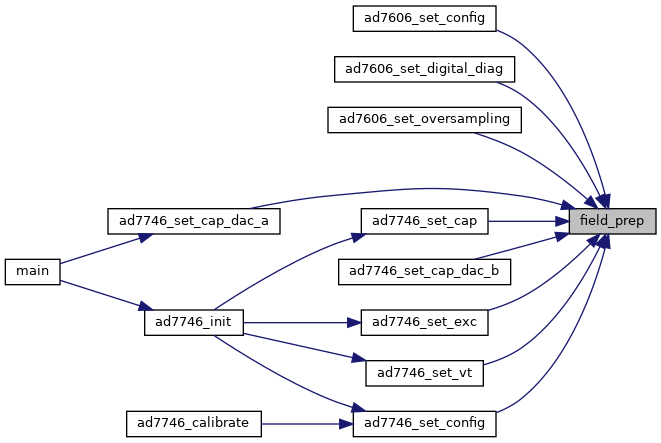 ad7606_set_config
ad7606_set_digital_diag
ad7606_set_oversampling
ad7746_set_cap_dac_a
ad7746_set_cap
field_prep
main
ad7746_set_cap_dac_b
ad7746_init
ad7746_set_exc
ad7746_set_vt
ad7746_calibrate
ad7746_set_config